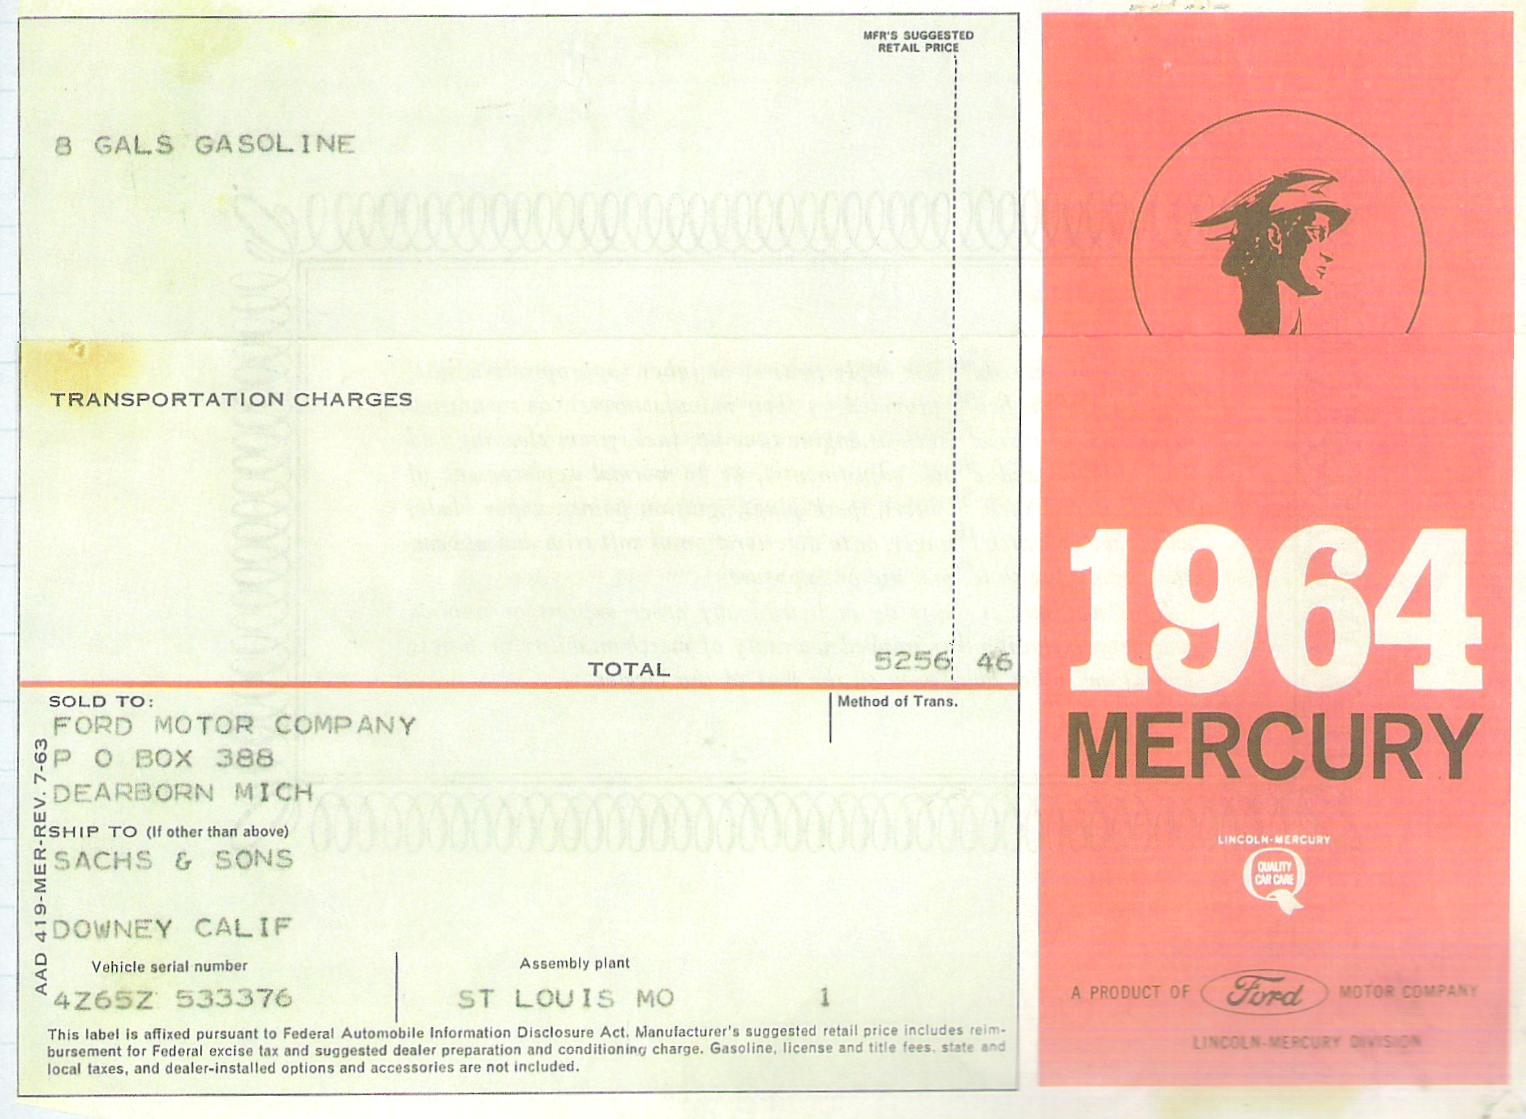 MFR'S SUGGESTED
RETAIL PRICE
8 GALS GASOLINE
TRANSPORTATION CHARGES
TOTAL 5256 46
SOLD TO:
FORD MOTOR COMPANY
P O BOX 388
DEARBORN MICH
Method of Trans.
SHIP TO (If other than above)
SACHS & SONS
DOWNEY CALIF
AAD 419-MER-REV. 7-63
Vehicle serial number
4Z65Z 533376
Assembly plant
ST LOUIS MO 1
This label is affixed pursuant to Federal Automobile Information Disclosure Act. Manufacturer's suggested retail price includes reim-
bursement for Federal excise tax and suggested dealer preparation and conditioning charge. Gasoline, license and title fees, state and
local taxes, and dealer-installed options and accessories are not included.
1964
MERCURY
LINCOLN-MERCURY
QUALITY
CAR CARE
A PRODUCT OF Ford MOTOR COMPANY
LINCOLN-MERCURY DIVISION